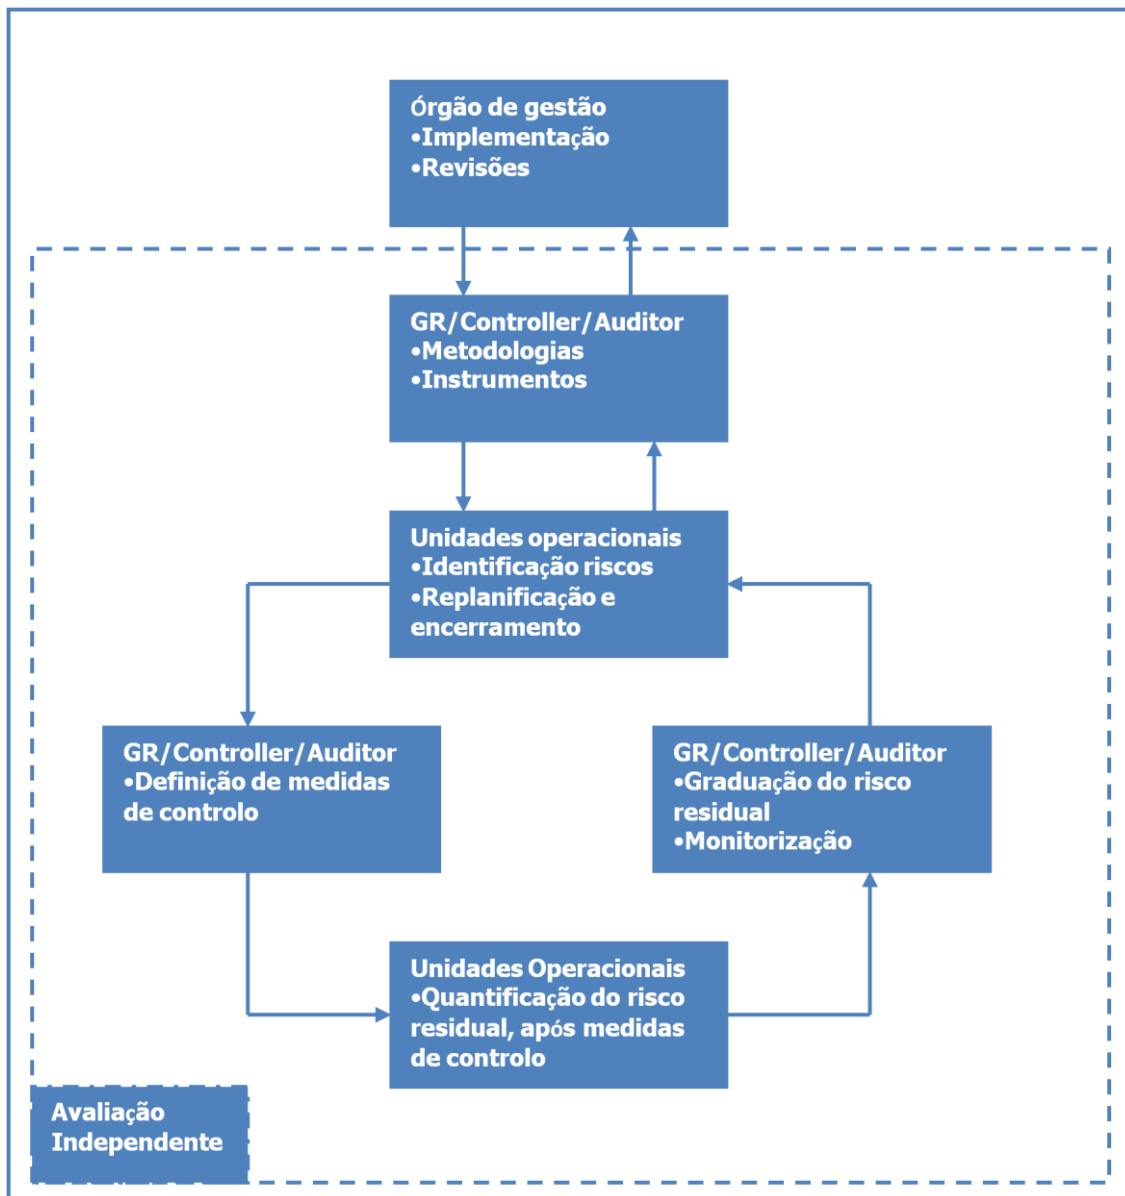 Órgão de gestão
•Implementação
•Revisões
GR/Controller/Auditor
•Metodologias
•Instrumentos
Unidades operacionais
•Identificação riscos
•Replanificação e
encerramento
GR/Controller/Auditor
•Definição de medidas
de controlo
GR/Controller/Auditor
•Graduação do risco
residual
•Monitorização
Unidades Operacionais
•Quantificação do risco
residual, após medidas
de controlo
Avaliação
Independente